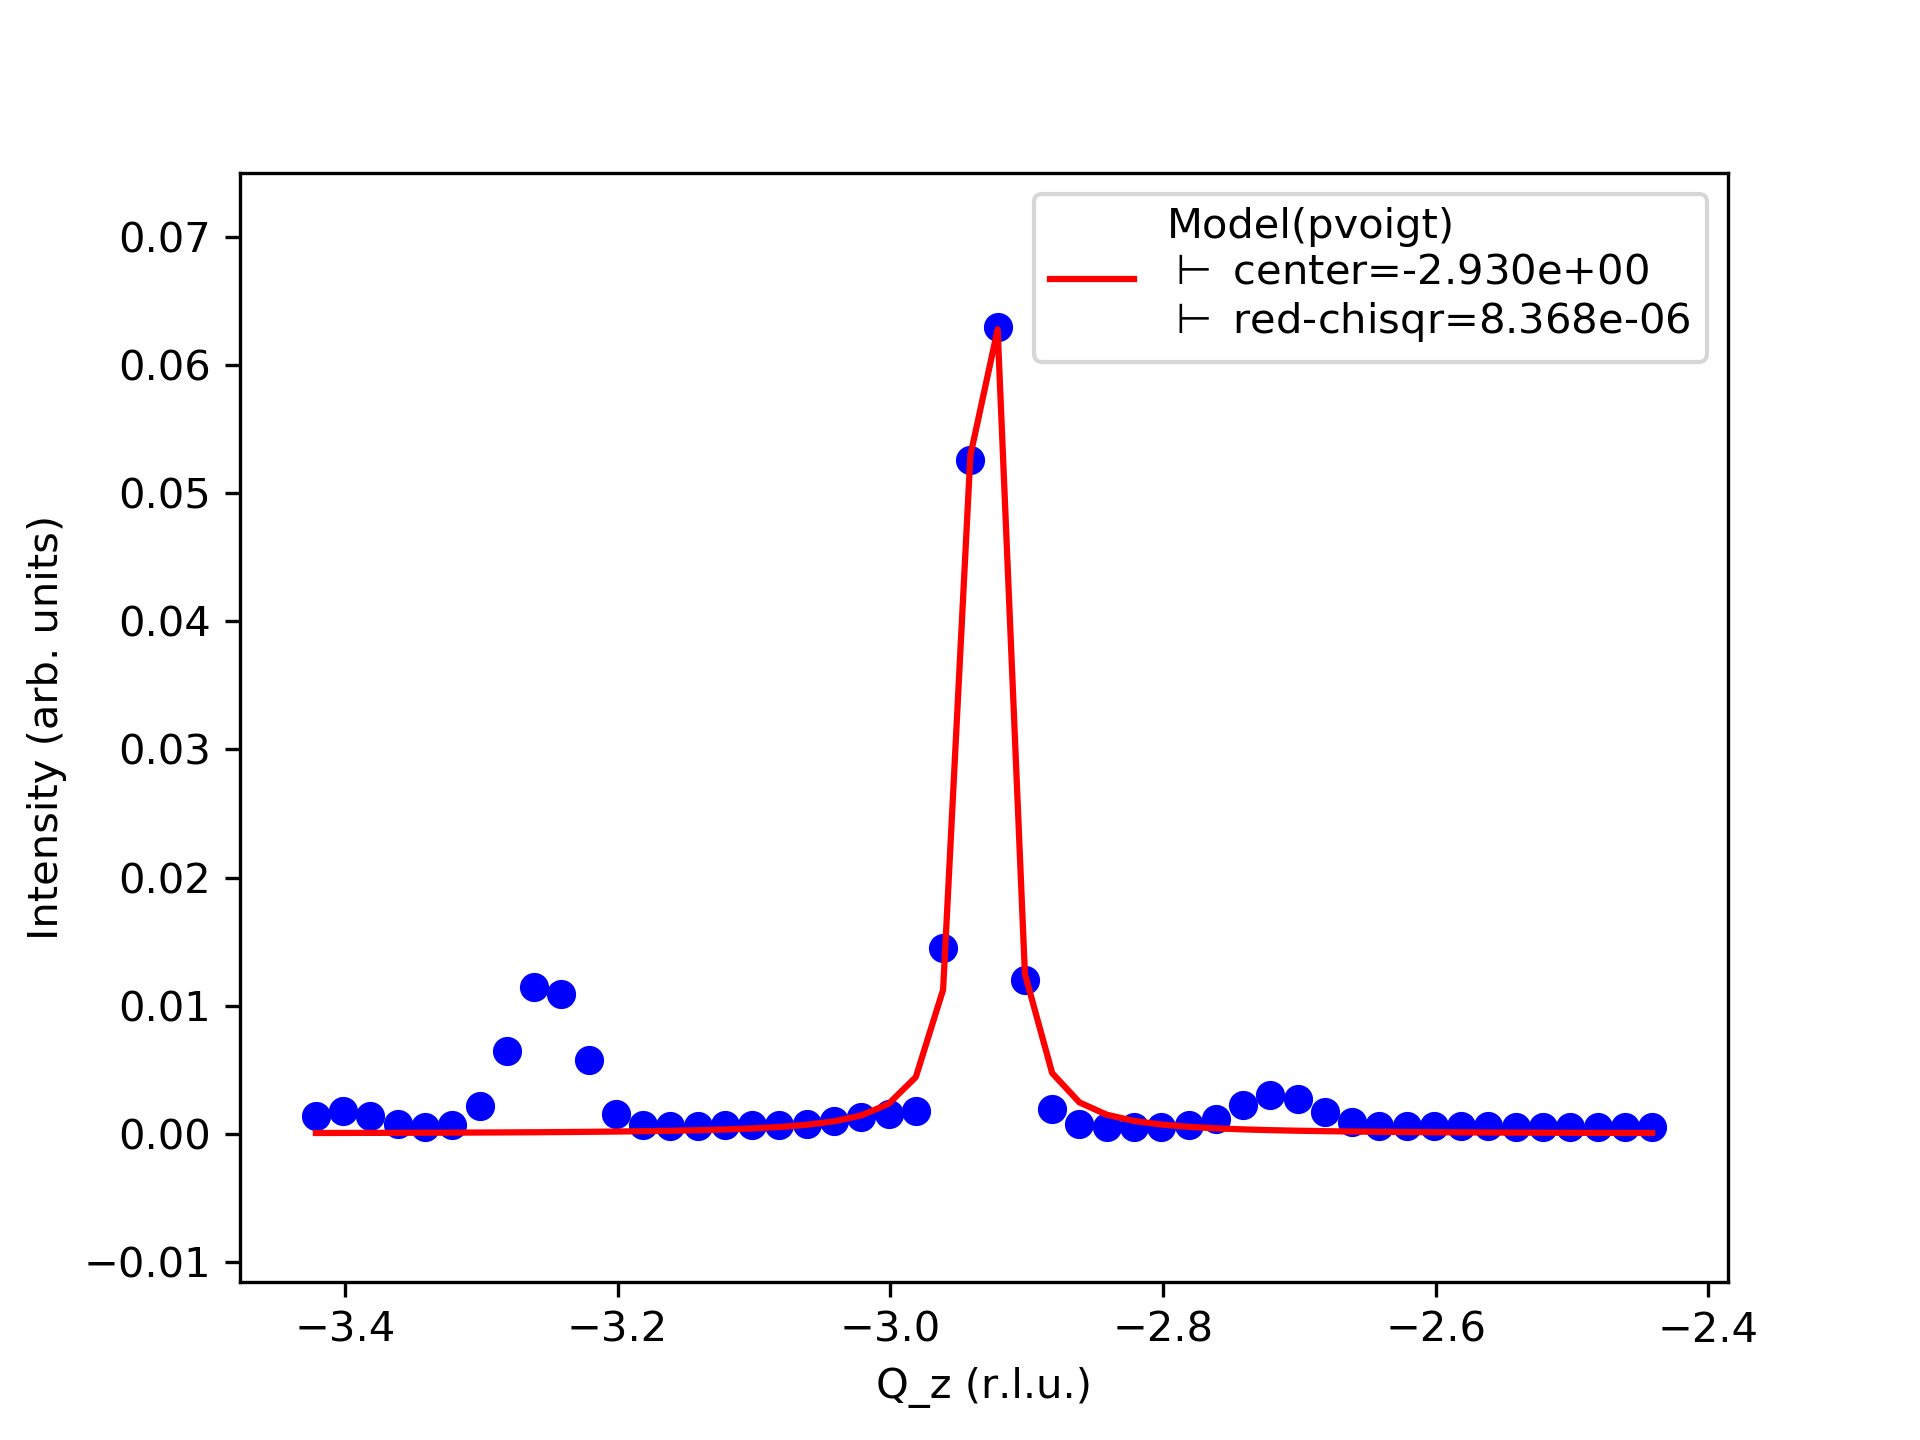 Model(pvoigt)
⊢ center=-2.930e+00
⊢ red-chisqr=8.368e-06
0.07
0.06
0.05
0.04
0.03
0.02
0.01
0.00
−0.01
Intensity (arb. units)
−3.4 −3.2 −3.0 −2.8 −2.6 −2.4
Q_z (r.l.u.)